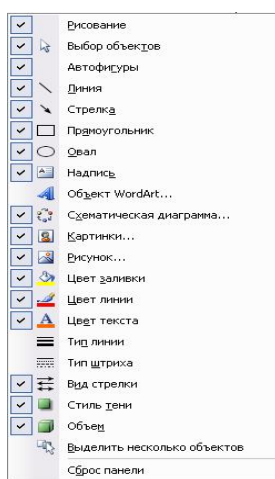 Рисование
Выбор объектов
Автофигуры
Линия
Стрелка
Прямоугольник
Овал
Надпись
Объект WordArt...
Схематическая диаграмма...
Картинки...
Рисунок...
Цвет заливки
Цвет линии
Цвет текста
Тип линии
Тип штриха
Вид стрелки
Стиль тени
Объем
Выделить несколько объектов
Сброс панели